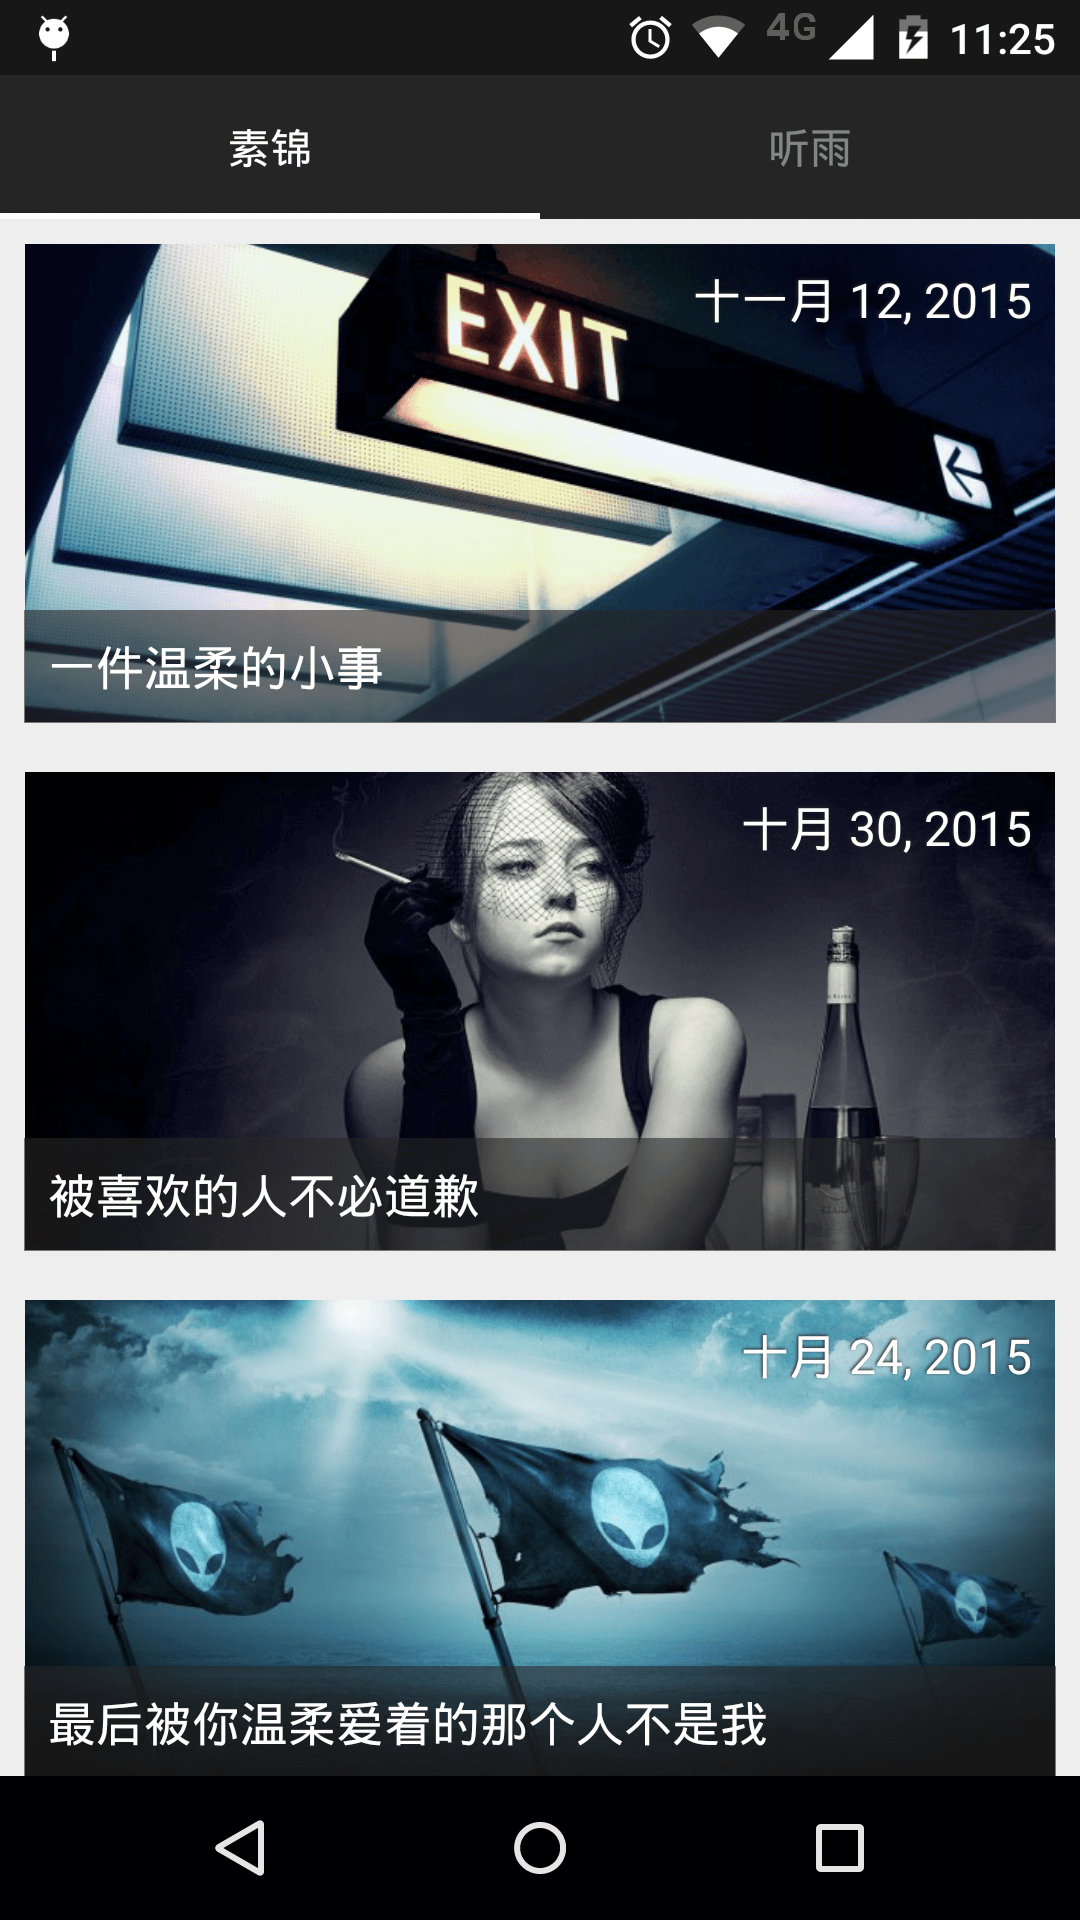 4G 11:25
素锦 听雨
EXIT
十一月 12, 2015
一件温柔的小事
十月 30, 2015
被喜欢的人不必道歉
十月 24, 2015
最后被你温柔爱着的那个人不是我